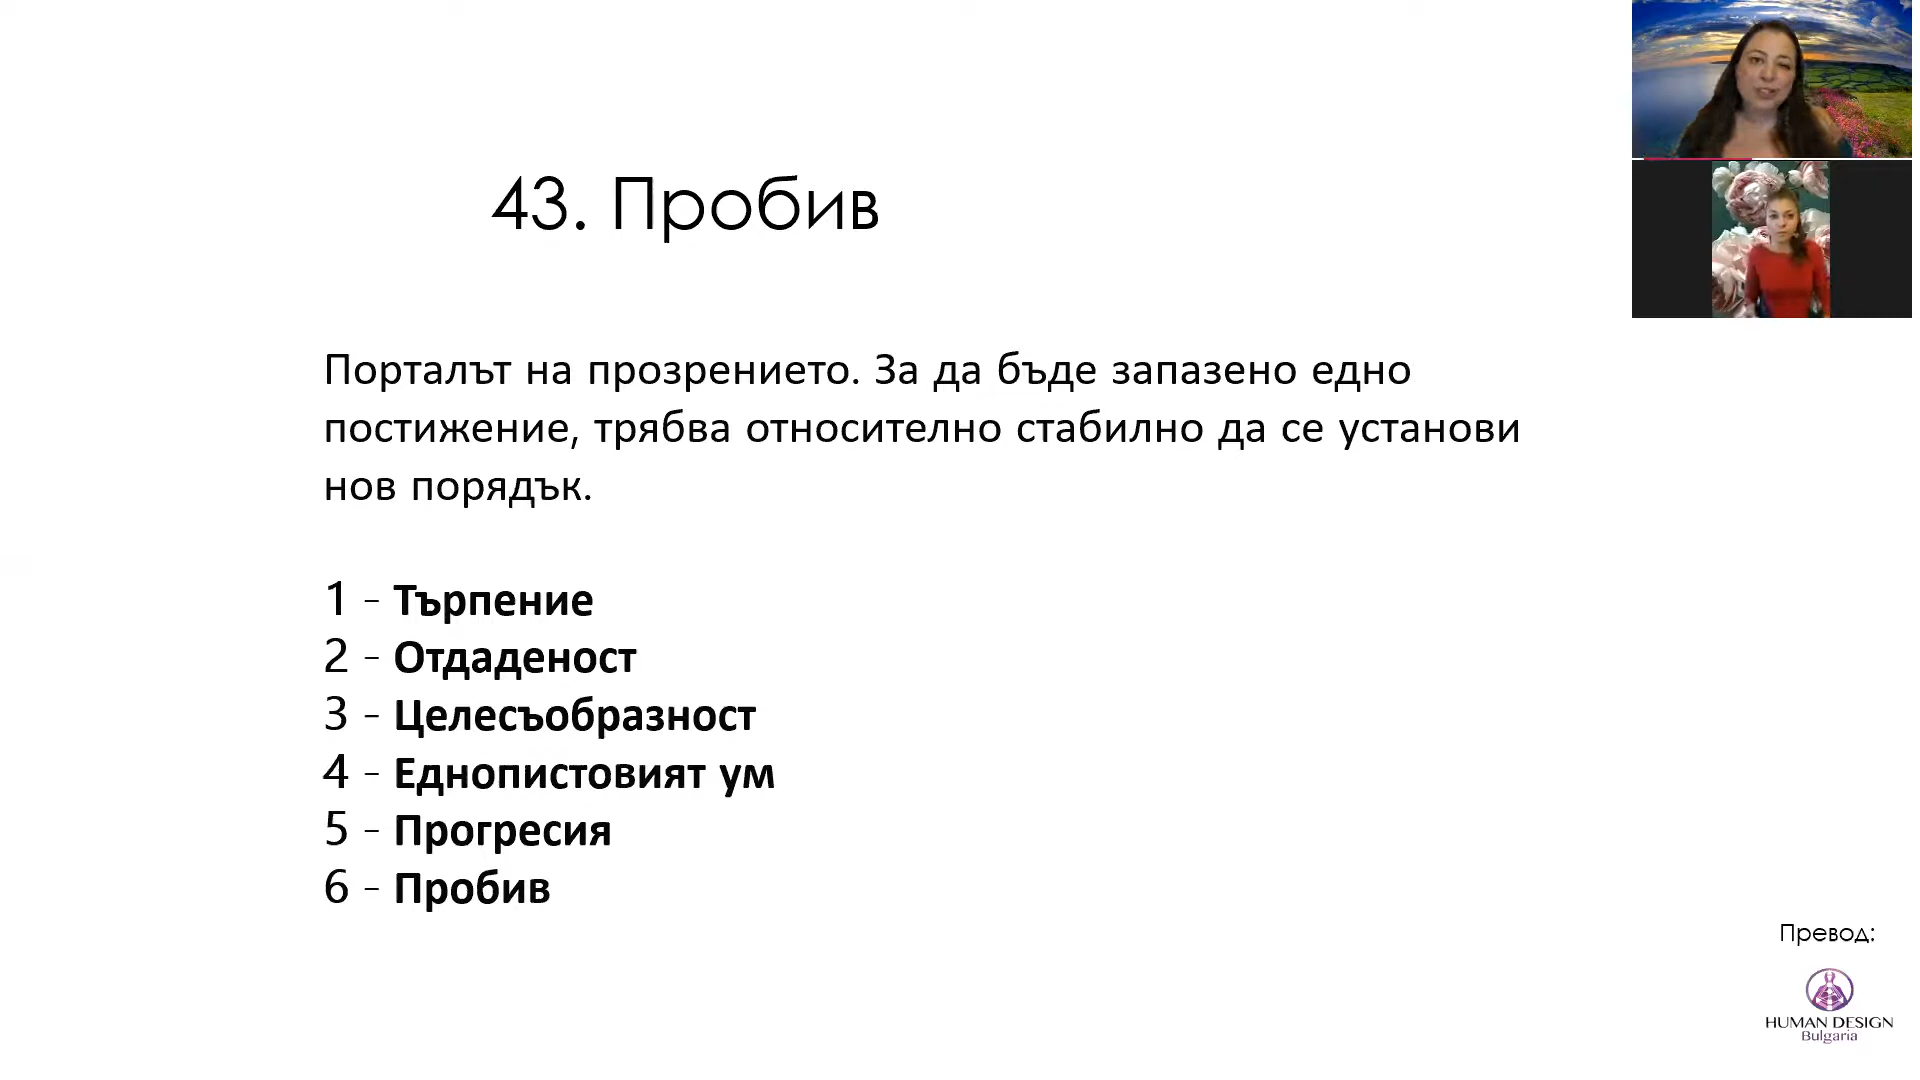 43. Пробив
Порталът на прозрението. За да бъде запазено едно
постижение, трябва относително стабилно да се установи
нов порядък.
1 - Търпение
2 - Отдаденост
3 - Целесъобразност
4 - Еднопистовият ум
5 - Прогресия
6 - Пробив
Превод:
HUMAN DESIGN
Bulgaria